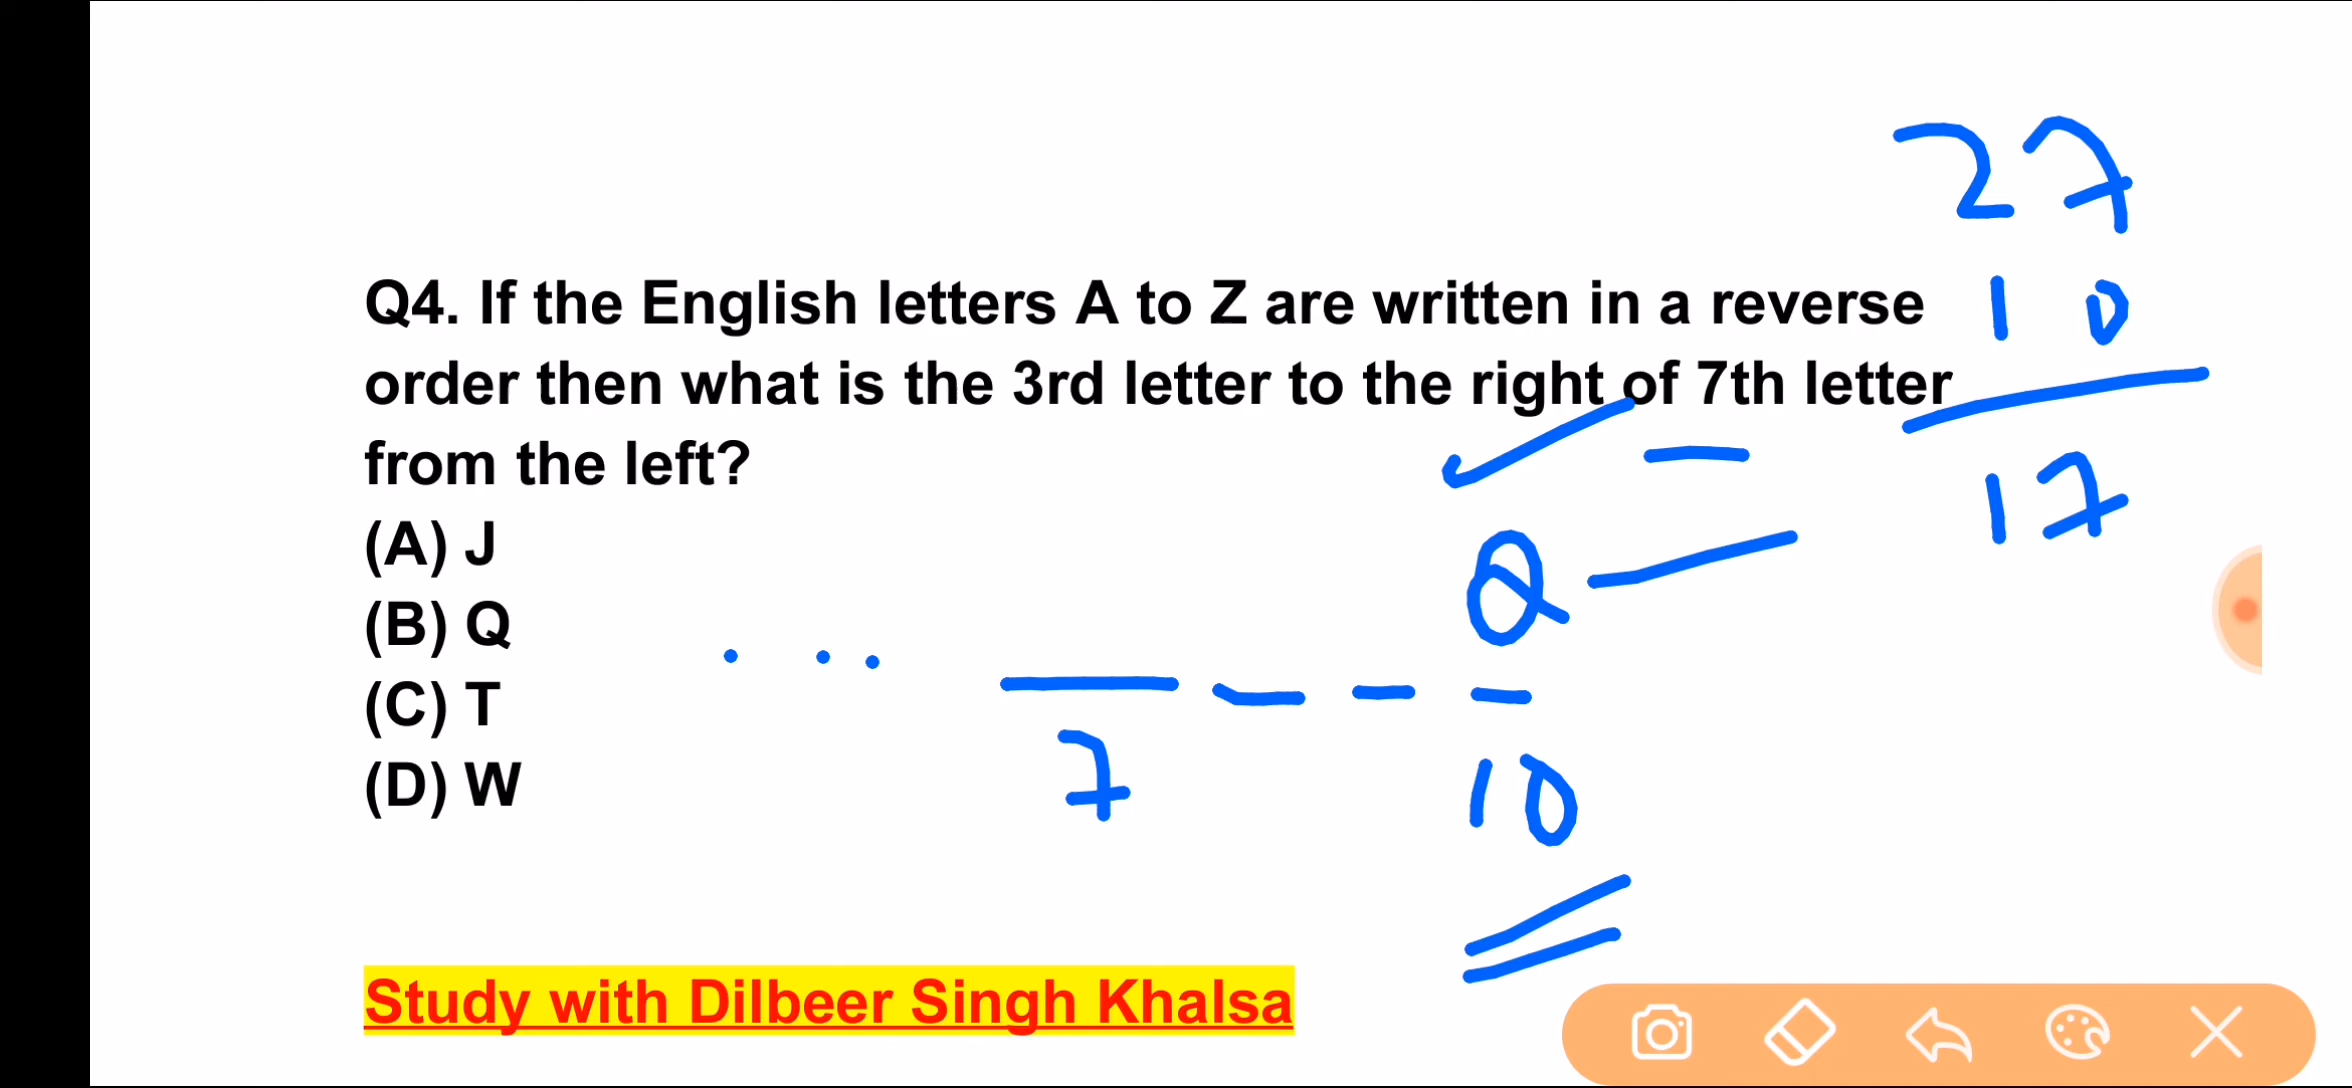 27
Q4. If the English letters A to Z are written in a reverse
10
order then what is the 3rd letter to the right of 7th letter
from the left?
17
(A) J
Q
(B) Q
(C) T
7
10
(D) W
Study with Dilbeer Singh Khalsa